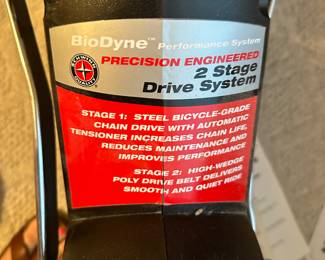 BioDyne™ Performance System
PRECISION ENGINEERED
2 Stage
Drive System
STAGE 1: STEEL BICYCLE-GRADE
CHAIN DRIVE WITH AUTOMATIC
TENSIONER INCREASES CHAIN LIFE,
REDUCES MAINTENANCE AND
IMPROVES PERFORMANCE
STAGE 2: HIGH-WEDGE
POLY DRIVE BELT DELIVERS
SMOOTH AND QUIET RIDE